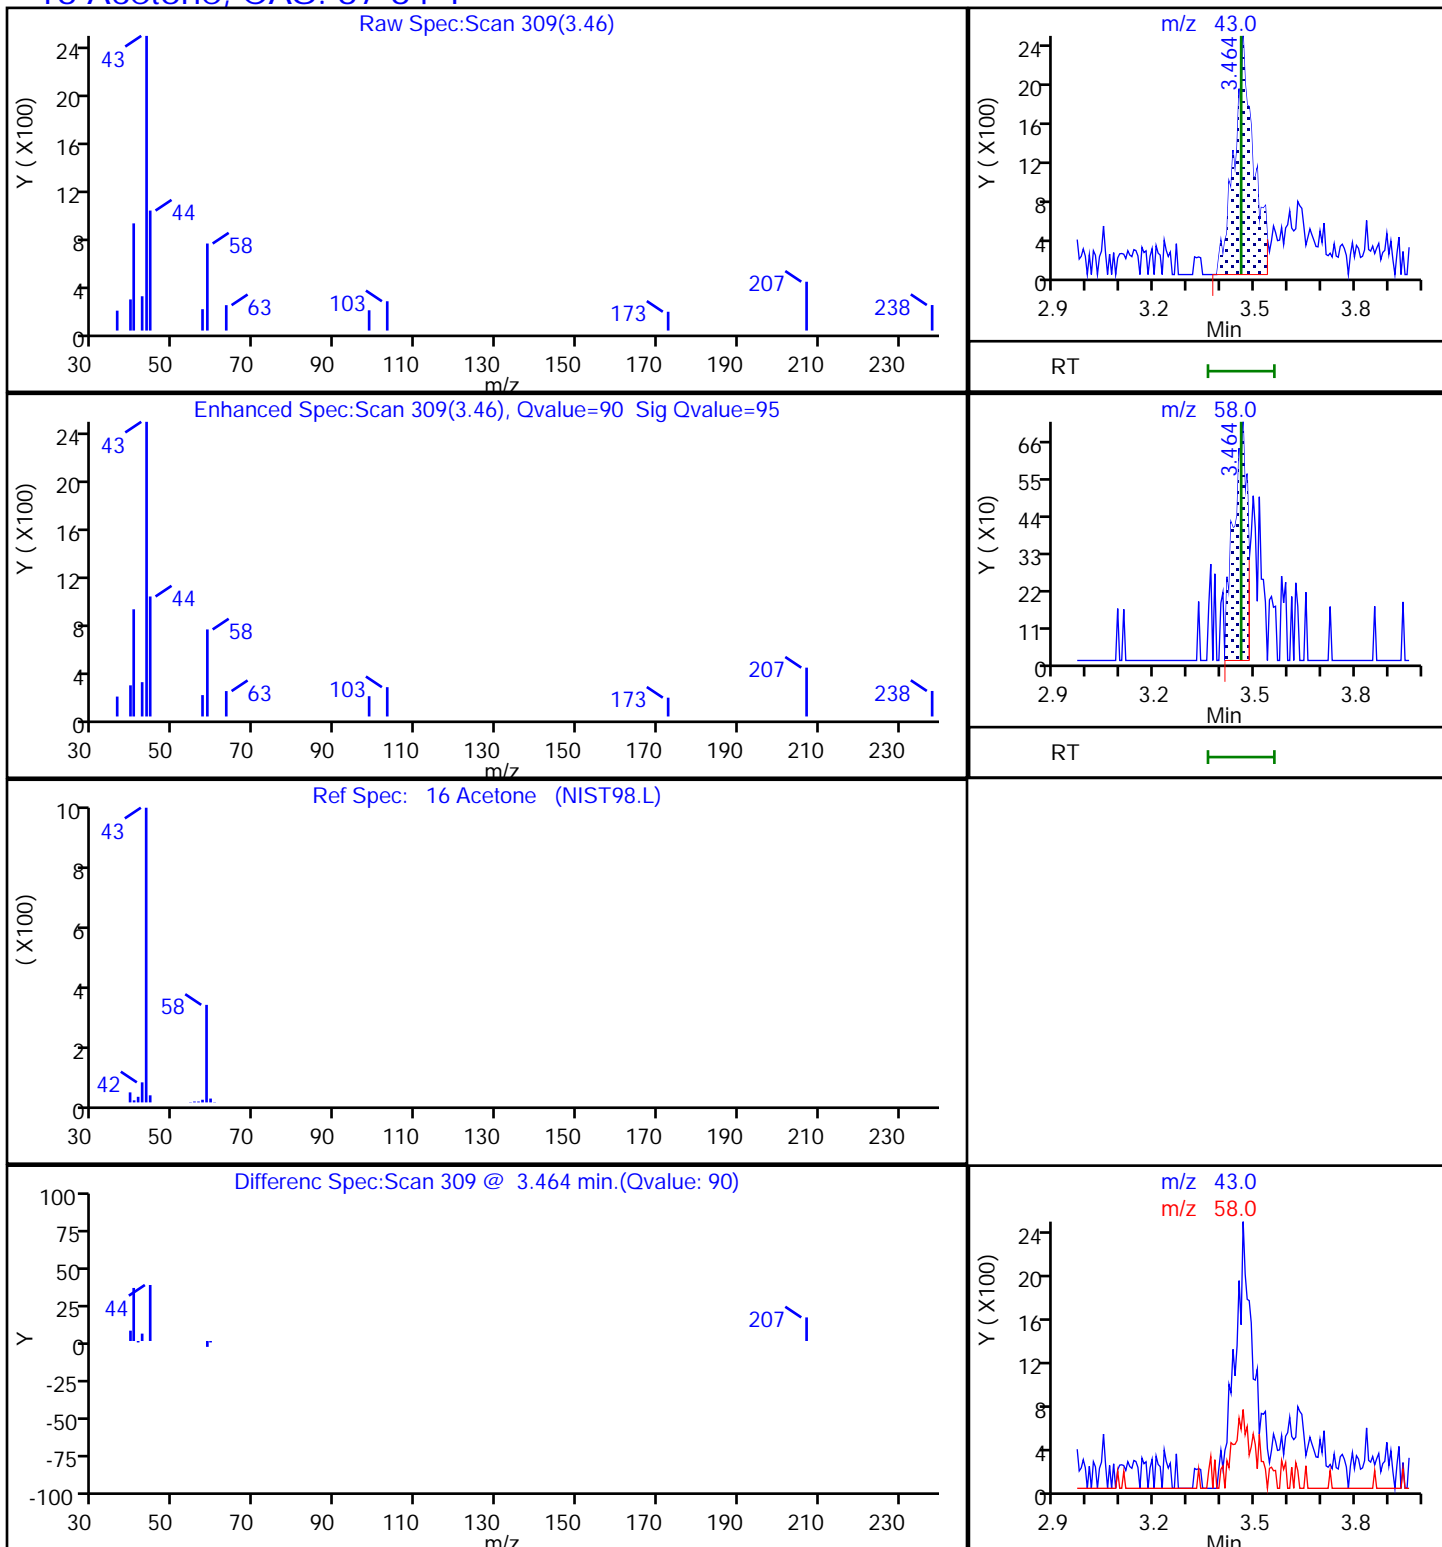 Raw Spec:Scan 309(3.46)
Y ( X100)
24
20
16
12
8
4
0
43
44
58
63
103
173
207
238
30 50 70 90 110 130 150 170 190 210 230
m/z
m/z 43.0
Y ( X100)
24
20
16
12
8
4
0
3.464
2.9 3.2 3.5 3.8
Min
RT
Enhanced Spec:Scan 309(3.46), Qvalue=90 Sig Qvalue=95
Y ( X100)
24
20
16
12
8
4
0
43
44
58
63
103
173
207
238
30 50 70 90 110 130 150 170 190 210 230
m/z
m/z 58.0
Y ( X10)
66
55
44
33
22
11
0
3.464
2.9 3.2 3.5 3.8
Min
RT
Ref Spec: 16 Acetone (NIST98.L)
( X100)
10
8
6
4
2
0
43
58
42
30 50 70 90 110 130 150 170 190 210 230
Differenc Spec:Scan 309 @ 3.464 min.(Qvalue: 90)
Y
100
75
50
25
0
-25
-50
-75
-100
44
207
30 50 70 90 110 130 150 170 190 210 230
m/z
m/z 43.0
m/z 58.0
Y ( X100)
24
20
16
12
8
4
0
2.9 3.2 3.5 3.8
Min